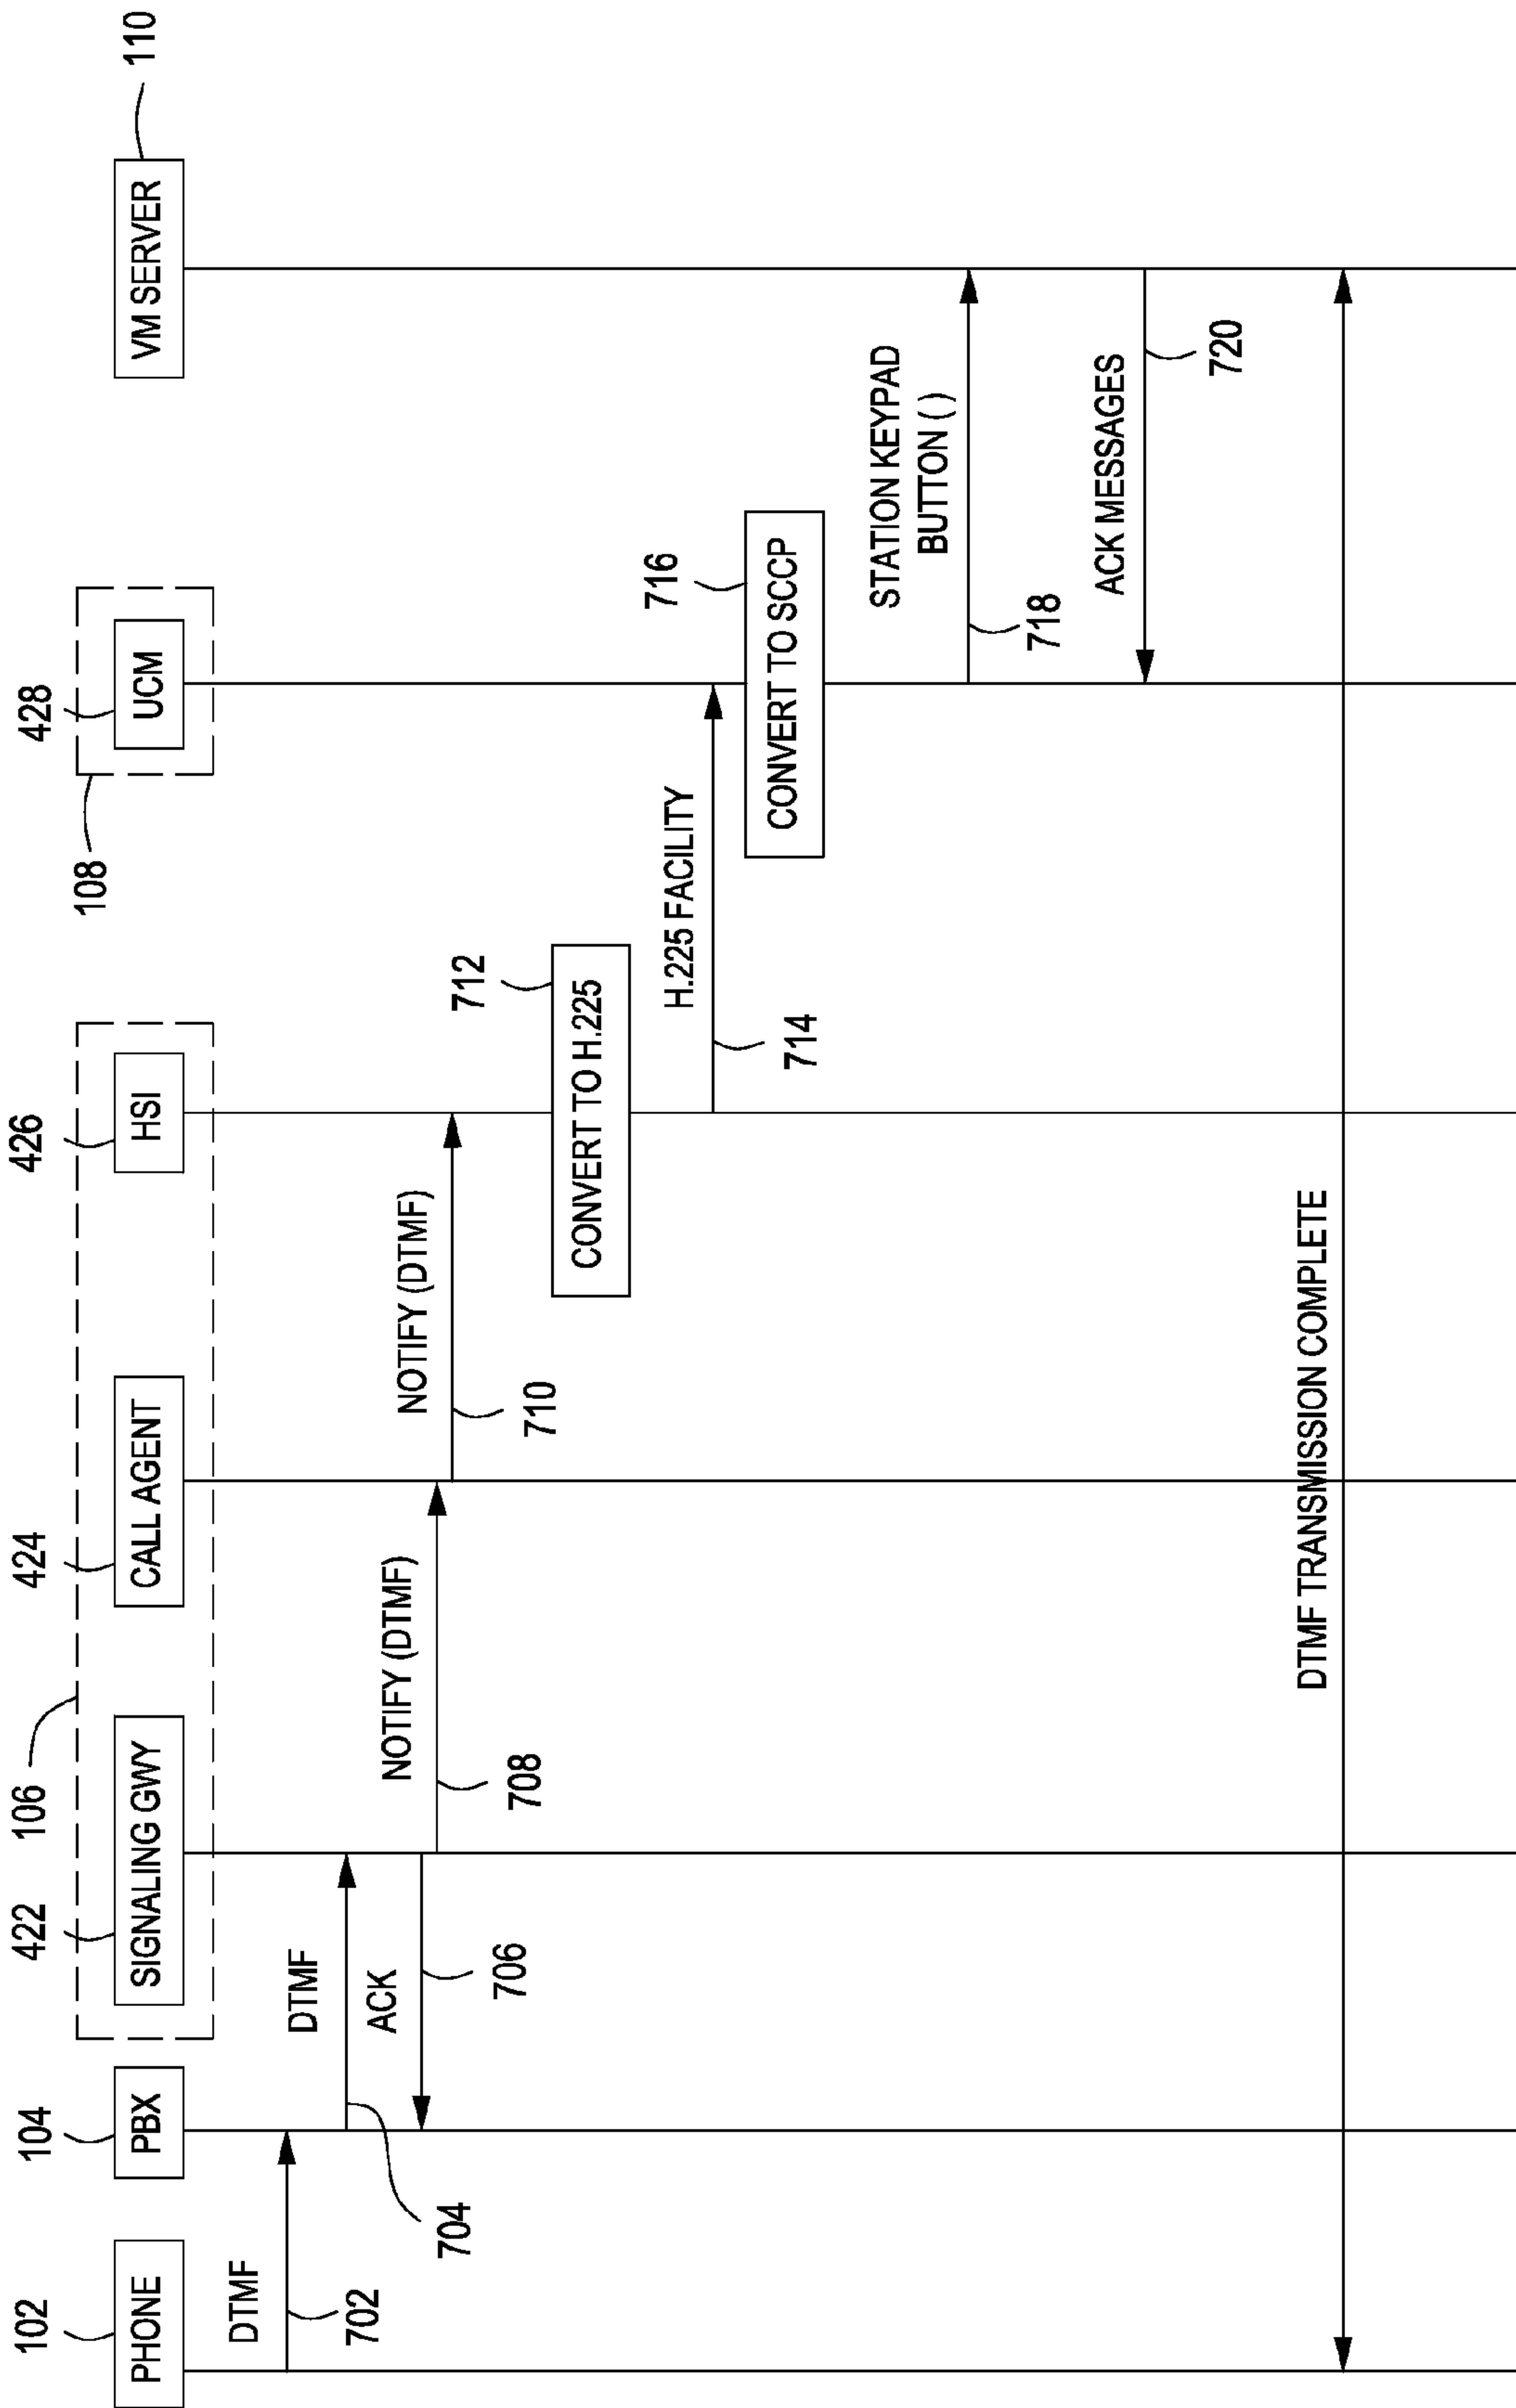 102
104
422
106
424
426
108
428
110
PHONE
PBX
SIGNALING GWY
CALL AGENT
HSI
UCM
VM SERVER
DTMF
702
DTMF
704
ACK
706
NOTIFY (DTMF)
708
NOTIFY (DTMF)
710
712
CONVERT TO H.225
H.225 FACILITY
714
716
CONVERT TO SCCP
STATION KEYPAD
BUTTON ( )
718
ACK MESSAGES
720
DTMF TRANSMISSION COMPLETE